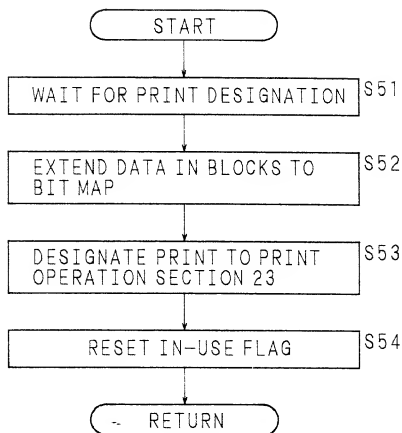 START
WAIT FOR PRINT DESIGNATION S51
EXTEND DATA IN BLOCKS TO S52
BIT MAP
DESIGNATE PRINT TO PRINT S53
OPERATION SECTION 23
RESET IN-USE FLAG S54
RETURN